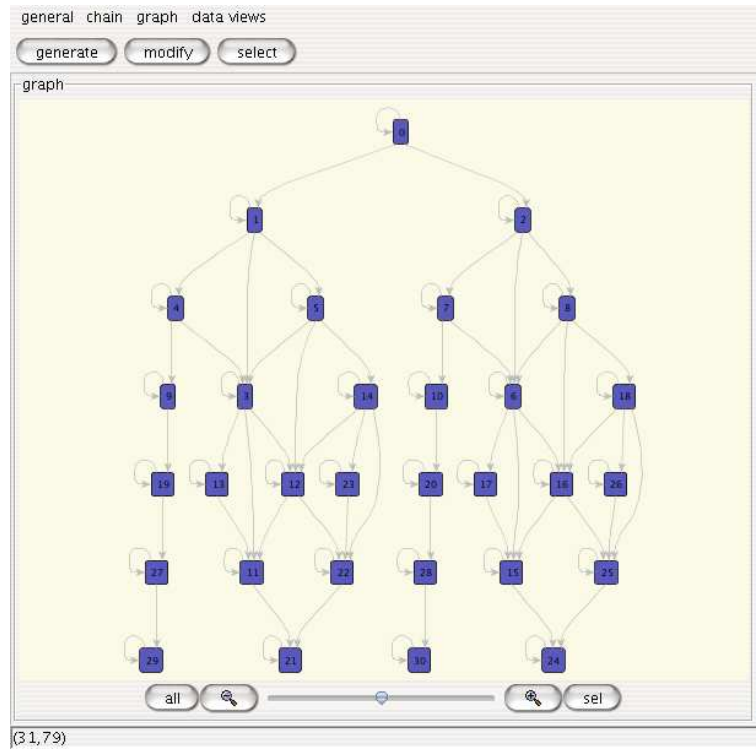 general chain graph data views
generate modify select
graph
0
1 2
4 5 7 8
9 3 14 10 6 18
19 13 12 23 20 17 16 26
27 11 22 28 15 25
29 21 30 24
all sel
(31,79)